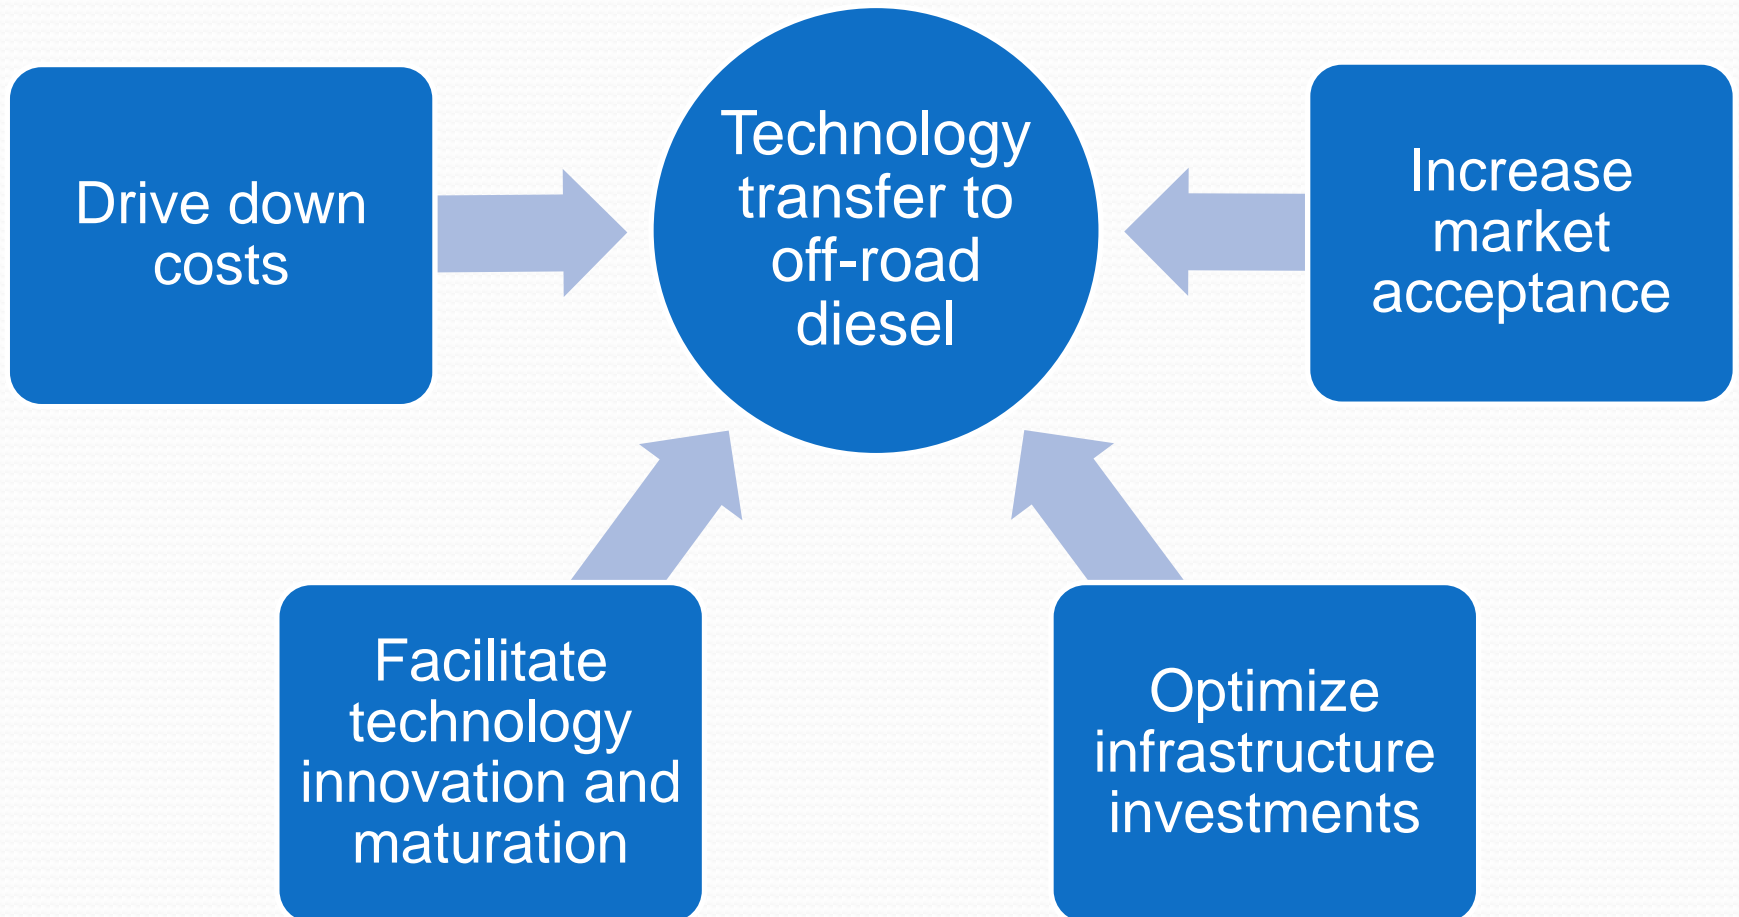 Technology
transfer to
off-road
diesel
Drive down
costs
Increase
market
acceptance
Facilitate
technology
innovation and
maturation
Optimize
infrastructure
investments